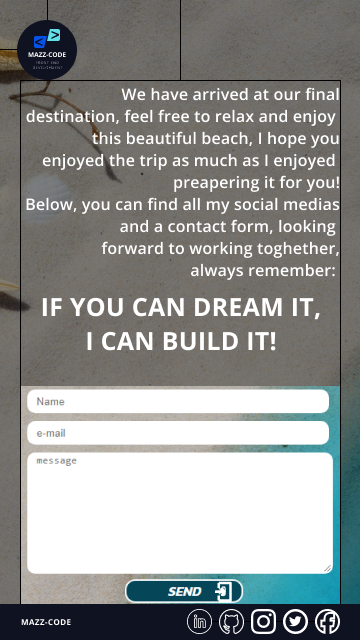 MAZZ-CODE
FRONT END
DEVELOPMENT
We have arrived at our final
destination, feel free to relax and enjoy
this beautiful beach, I hope you
enjoyed the trip as much as I enjoyed
preapering it for you!
Below, you can find all my social medias
and a contact form, looking
forward to working toghether,
always remember:
IF YOU CAN DREAM IT,
I CAN BUILD IT!
Name
e-mail
message
SEND
MAZZ-CODE